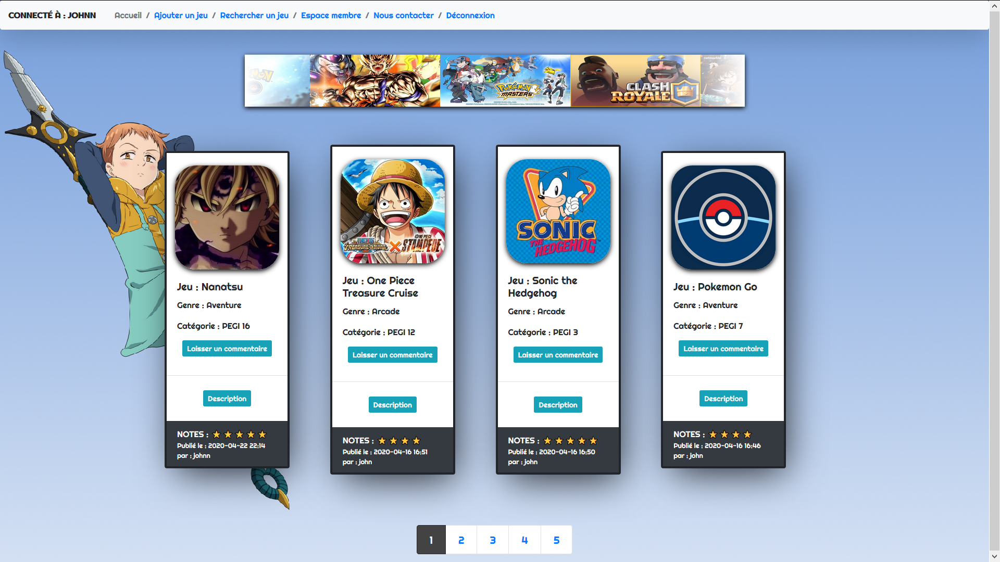 CONNECTÉ À : JOHNN Accueil / Ajouter un jeu / Rechercher un jeu / Espace membre / Nous contacter / Déconnexion
POKÉMON MASTERS
CLASH ROYALE
netmarble
TREASURE CRUISE X ONE PIECE STAMPEDE
SONIC THE HEDGEHOG™
Jeu : Nanatsu
Genre : Aventure
Catégorie : PEGI 16
Laisser un commentaire
Description
NOTES : ★ ★ ★ ★ ★
Publié le : 2020-04-22 22:14
par : johnn
Jeu : One Piece
Treasure Cruise
Genre : Arcade
Catégorie : PEGI 12
Laisser un commentaire
Description
NOTES : ★ ★ ★ ★
Publié le : 2020-04-16 16:51
par : john
Jeu : Sonic the
Hedgehog
Genre : Arcade
Catégorie : PEGI 3
Laisser un commentaire
Description
NOTES : ★ ★ ★ ★ ★
Publié le : 2020-04-16 16:50
par : john
Jeu : Pokemon Go
Genre : Aventure
Catégorie : PEGI 7
Laisser un commentaire
Description
NOTES : ★ ★ ★ ★
Publié le : 2020-04-16 16:46
par : john
1 2 3 4 5